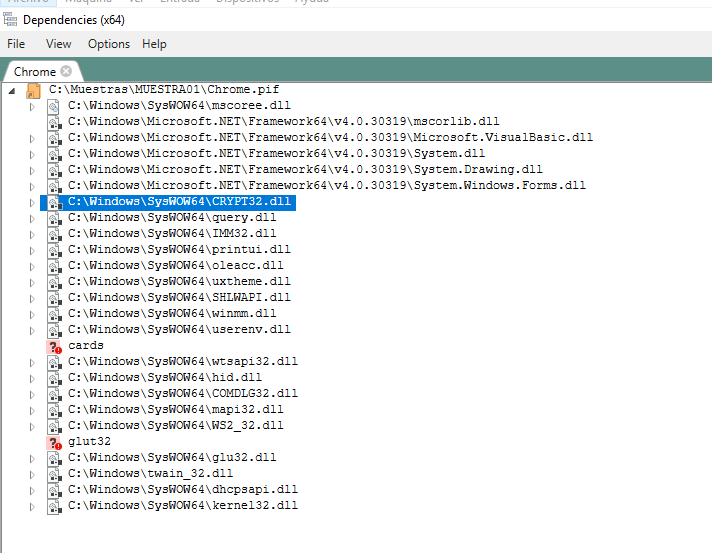 Archivo Máquina Ver Entrada Dispositivos Ayuda
Dependencies (x64)
File View Options Help
Chrome
C:\Muestras\MUESTRA01\Chrome.pif
C:\Windows\SysWOW64\mscoree.dll
C:\Windows\Microsoft.NET\Framework64\v4.0.30319\mscorlib.dll
C:\Windows\Microsoft.NET\Framework64\v4.0.30319\Microsoft.VisualBasic.dll
C:\Windows\Microsoft.NET\Framework64\v4.0.30319\System.dll
C:\Windows\Microsoft.NET\Framework64\v4.0.30319\System.Drawing.dll
C:\Windows\Microsoft.NET\Framework64\v4.0.30319\System.Windows.Forms.dll
C:\Windows\SysWOW64\CRYPT32.dll
C:\Windows\SysWOW64\query.dll
C:\Windows\SysWOW64\IMM32.dll
C:\Windows\SysWOW64\printui.dll
C:\Windows\SysWOW64\oleacc.dll
C:\Windows\SysWOW64\uxtheme.dll
C:\Windows\SysWOW64\SHLWAPI.dll
C:\Windows\SysWOW64\winmm.dll
C:\Windows\SysWOW64\userenv.dll
cards
C:\Windows\SysWOW64\wtsapi32.dll
C:\Windows\SysWOW64\hid.dll
C:\Windows\SysWOW64\COMDLG32.dll
C:\Windows\SysWOW64\mapi32.dll
C:\Windows\SysWOW64\WS2_32.dll
glut32
C:\Windows\SysWOW64\glu32.dll
C:\Windows\twain_32.dll
C:\Windows\SysWOW64\dhcpsapi.dll
C:\Windows\SysWOW64\kernel32.dll